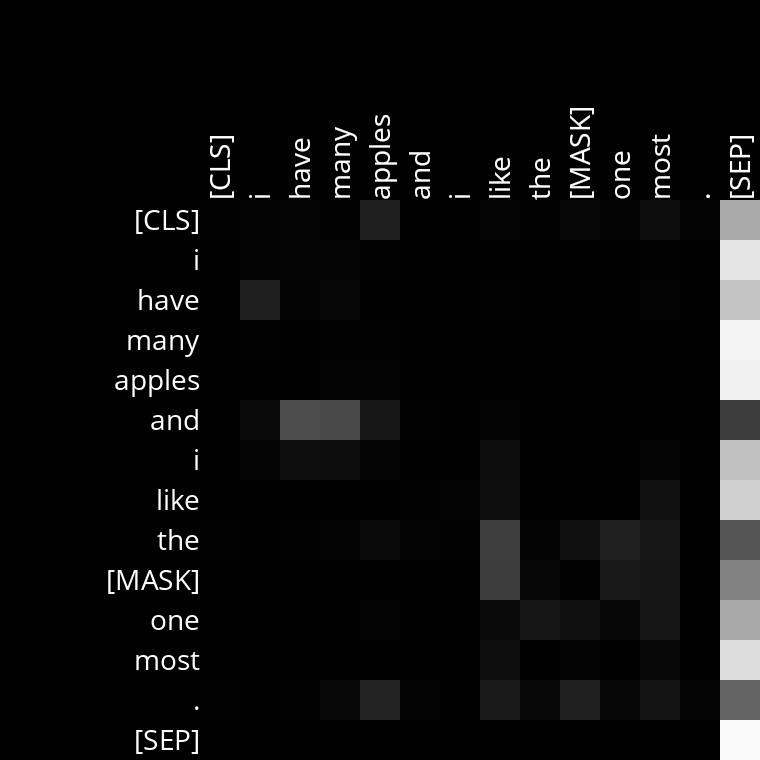 [CLS] i have many apples and i like the [MASK] one most . [SEP]
[CLS]
i
have
many
apples
and
i
like
the
[MASK]
one
most
.
[SEP]